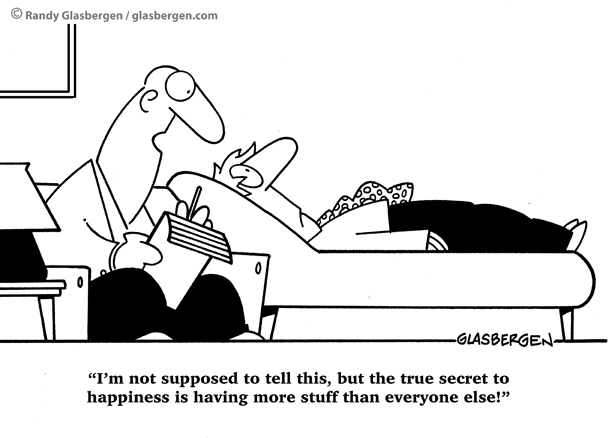 © Randy Glasbergen / glasbergen.com
GLASBERGEN
“I’m not supposed to tell this, but the true secret to
happiness is having more stuff than everyone else!”